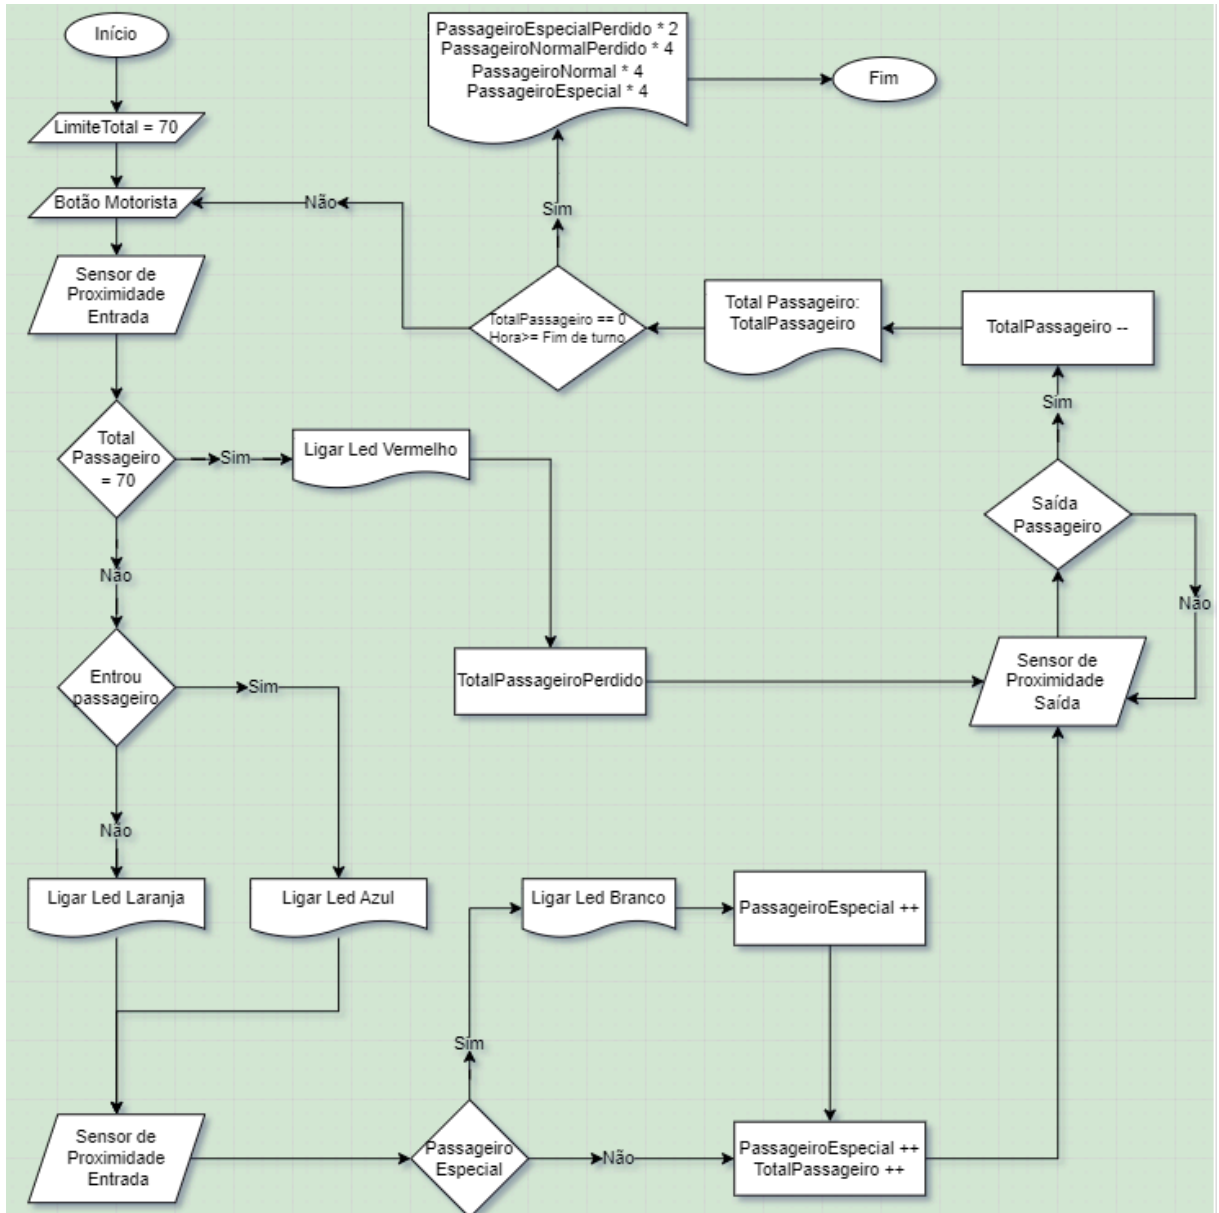 Início
PassageiroEspecialPerdido * 2
PassageiroNormalPerdido * 4
PassageiroNormal * 4
PassageiroEspecial * 4
Fim
LimiteTotal = 70
Botão Motorista
Não
Sim
Sensor de
Proximidade
Entrada
TotalPassageiro == 0
Hora>= Fim de turno
Total Passageiro:
TotalPassageiro
TotalPassageiro --
Sim
Total
Passageiro
= 70
Sim
Ligar Led Vermelho
Saída
Passageiro
Não
Não
Entrou
passageiro
Sim
TotalPassageiroPerdido
Sensor de
Proximidade
Saída
Não
Ligar Led Laranja
Ligar Led Azul
Ligar Led Branco
PassageiroEspecial ++
Sim
Sensor de
Proximidade
Entrada
Passageiro
Especial
Não
PassageiroEspecial ++
TotalPassageiro ++